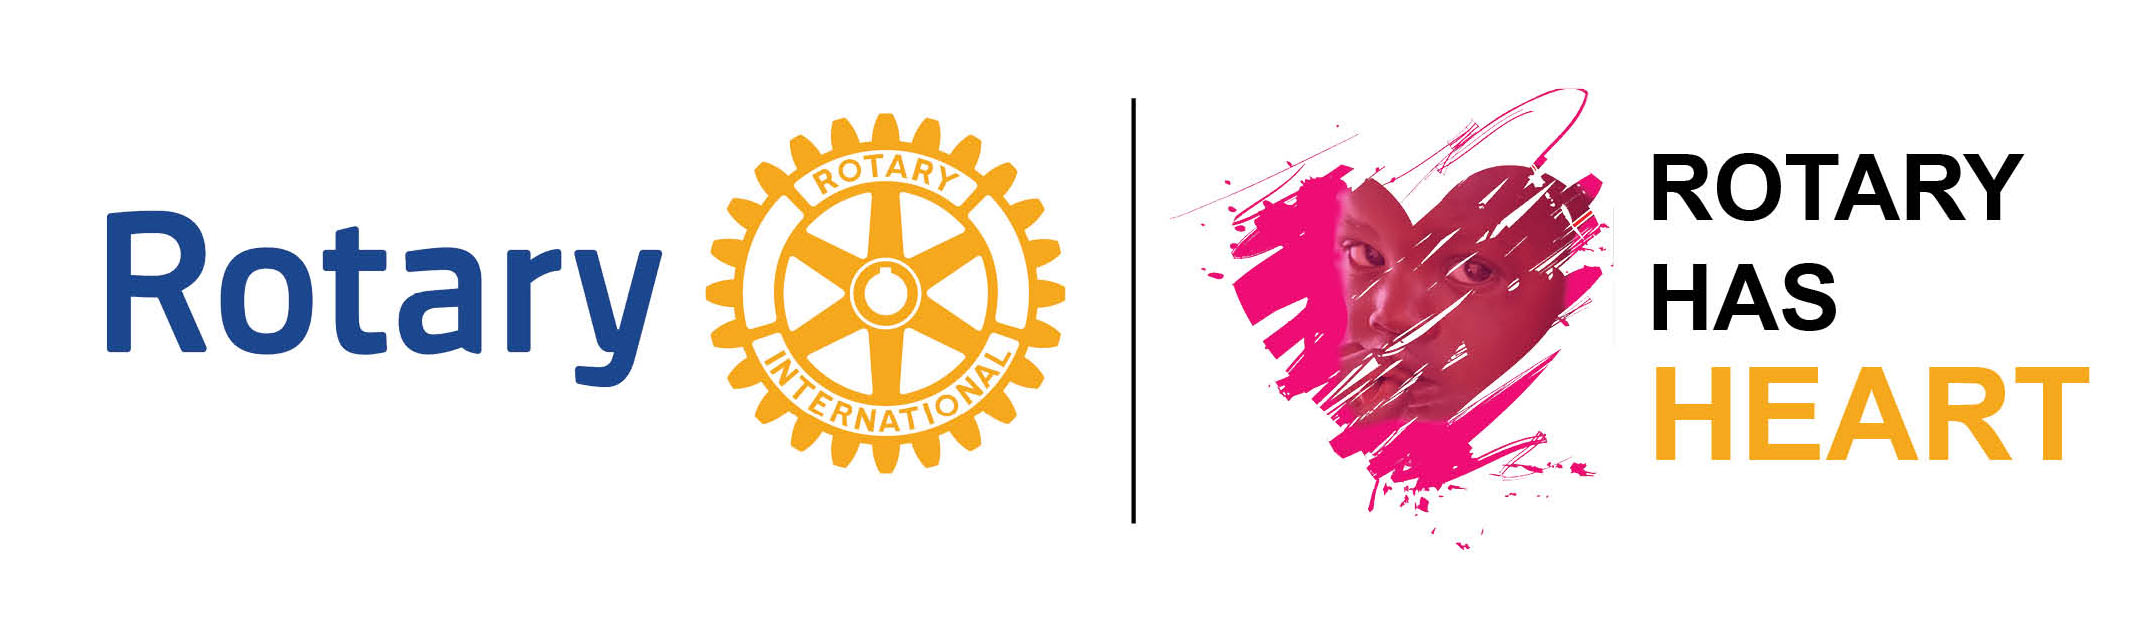 Rotary
ROTARY
INTERNATIONAL
ROTARY
HAS
HEART